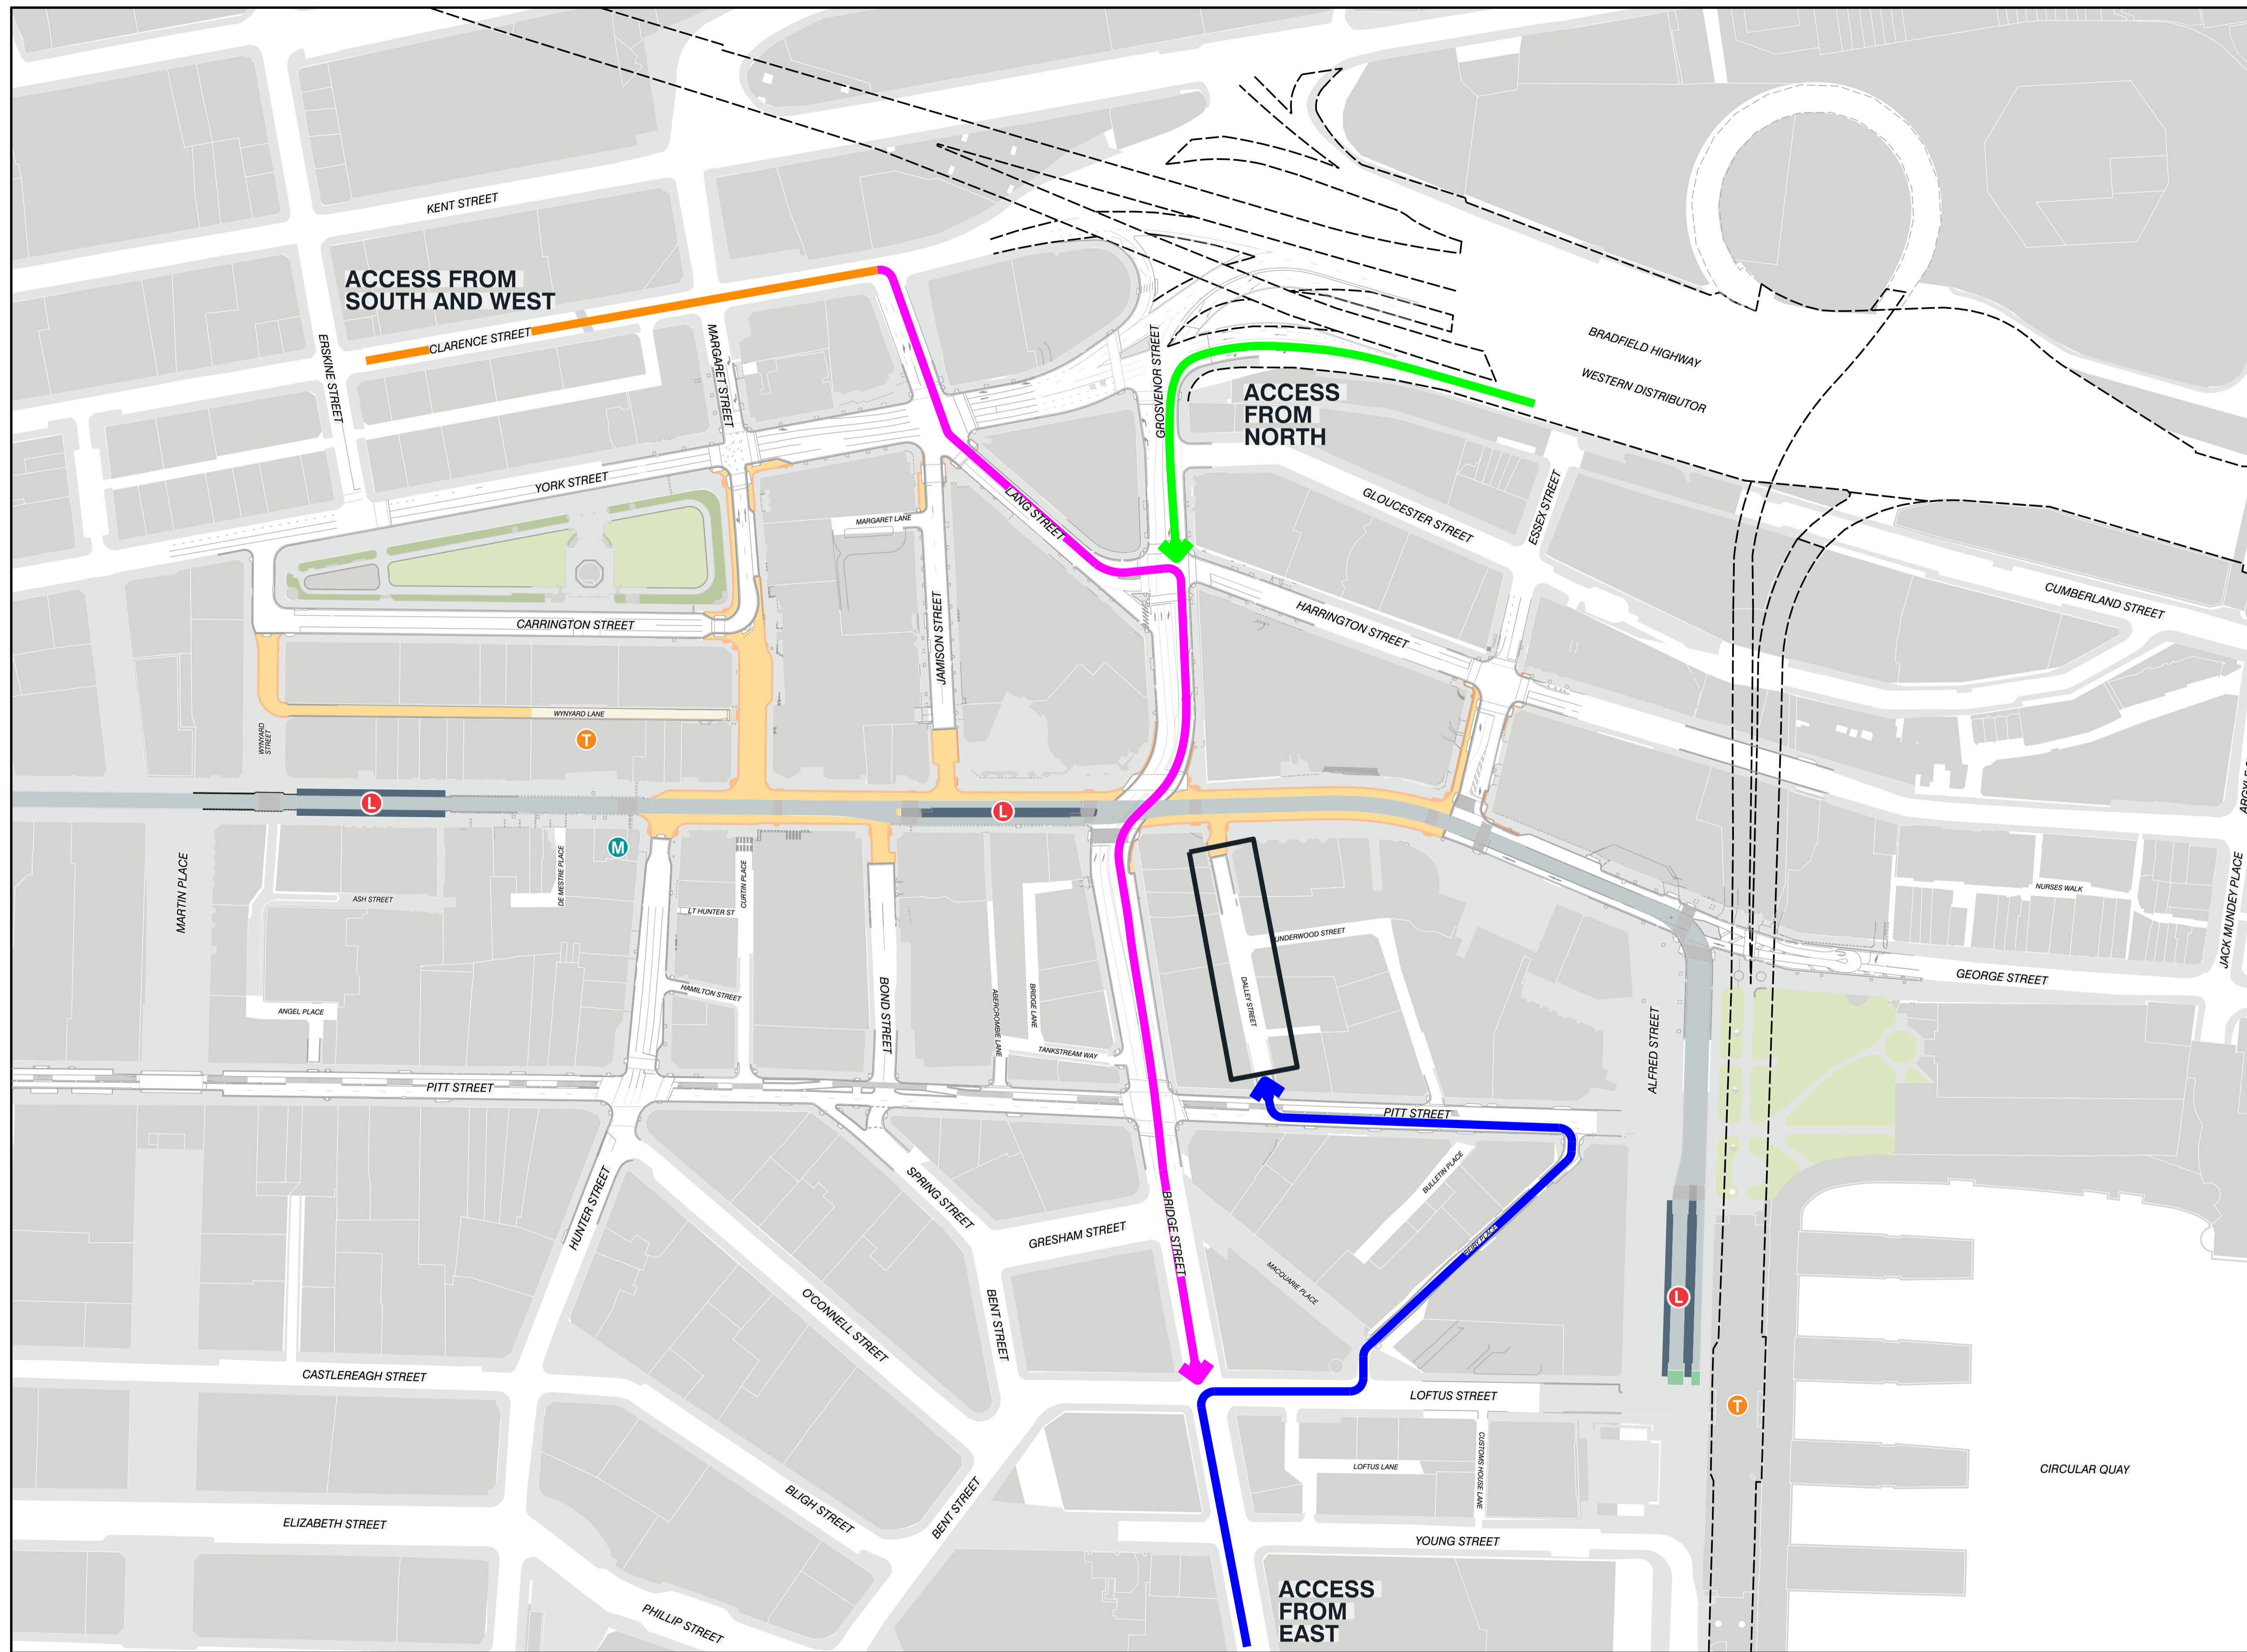 KENT STREET
ACCESS FROM
SOUTH AND WEST
CLARENCE STREET
ERSKINE STREET
MARGARET STREET
GROSVENOR STREET
BRADFIELD HIGHWAY
WESTERN DISTRIBUTOR
ACCESS
FROM
NORTH
YORK STREET
LANG STREET
GLOUCESTER STREET
ESSEX STREET
MARGARET LANE
CUMBERLAND STREET
CARRINGTON STREET
JAMISON STREET
HARRINGTON STREET
WYNYARD LANE
WYNYARD
STREET
T
L
L
M
MARTIN PLACE
ASH STREET
DE MESTRE PLACE
CURTIN PLACE
LT HUNTER ST
UNDERWOOD STREET
NURSES WALK
JACK MUNDEY PLACE
GEORGE STREET
HAMILTON STREET
BOND STREET
ABERCROMBIE LANE
BRIDGE LANE
DALLEY STREET
ANGEL PLACE
TANKSTREAM WAY
ALFRED STREET
PITT STREET
PITT STREET
HUNTER STREET
SPRING STREET
GRESHAM STREET
BRIDGE STREET
BULLETIN PLACE
REIBY PLACE
MACQUARIE PLACE
L
O'CONNELL STREET
BENT STREET
CASTLEREAGH STREET
LOFTUS STREET
T
CUSTOMS HOUSE LANE
LOFTUS LANE
CIRCULAR QUAY
ELIZABETH STREET
BLIGH STREET
BENT STREET
YOUNG STREET
PHILLIP STREET
ACCESS
FROM
EAST